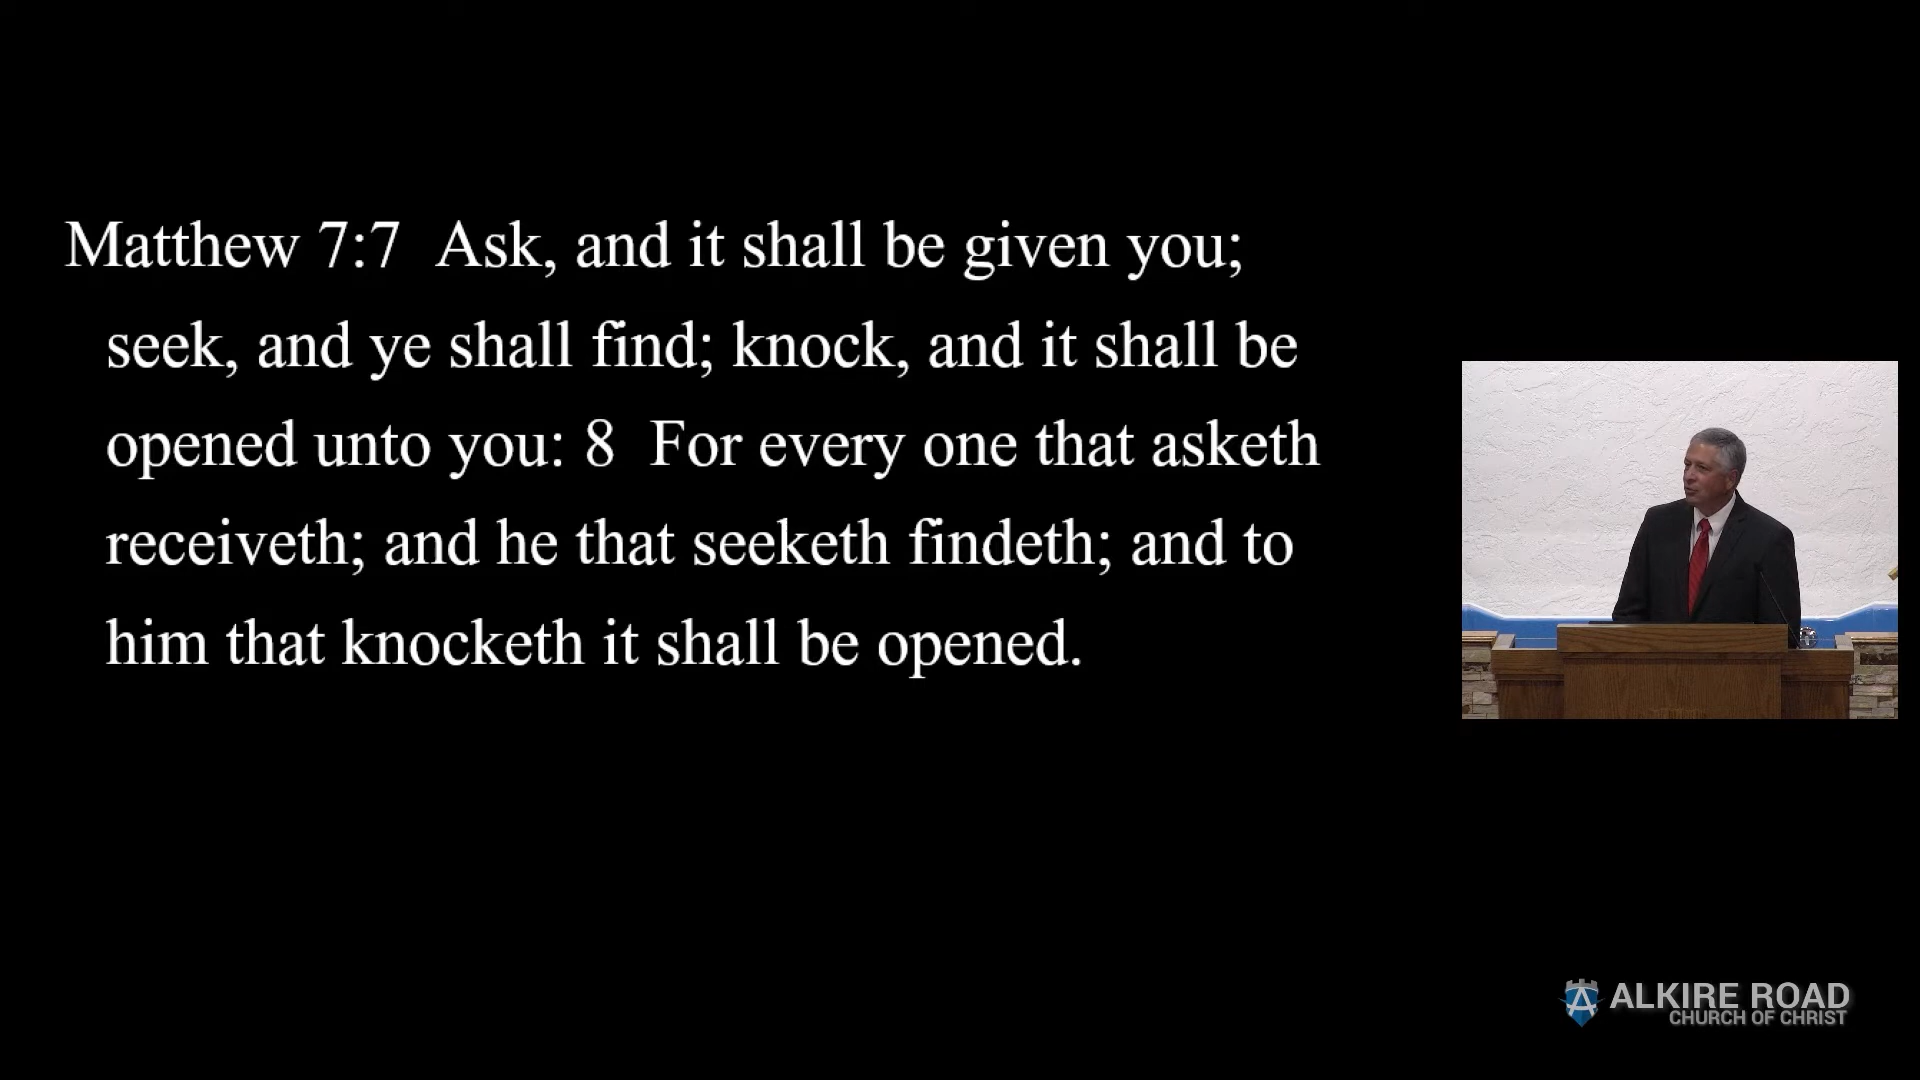 Matthew 7:7  Ask, and it shall be given you;
seek, and ye shall find; knock, and it shall be
opened unto you: 8  For every one that asketh
receiveth; and he that seeketh findeth; and to
him that knocketh it shall be opened.
ALKIRE ROAD
CHURCH OF CHRIST